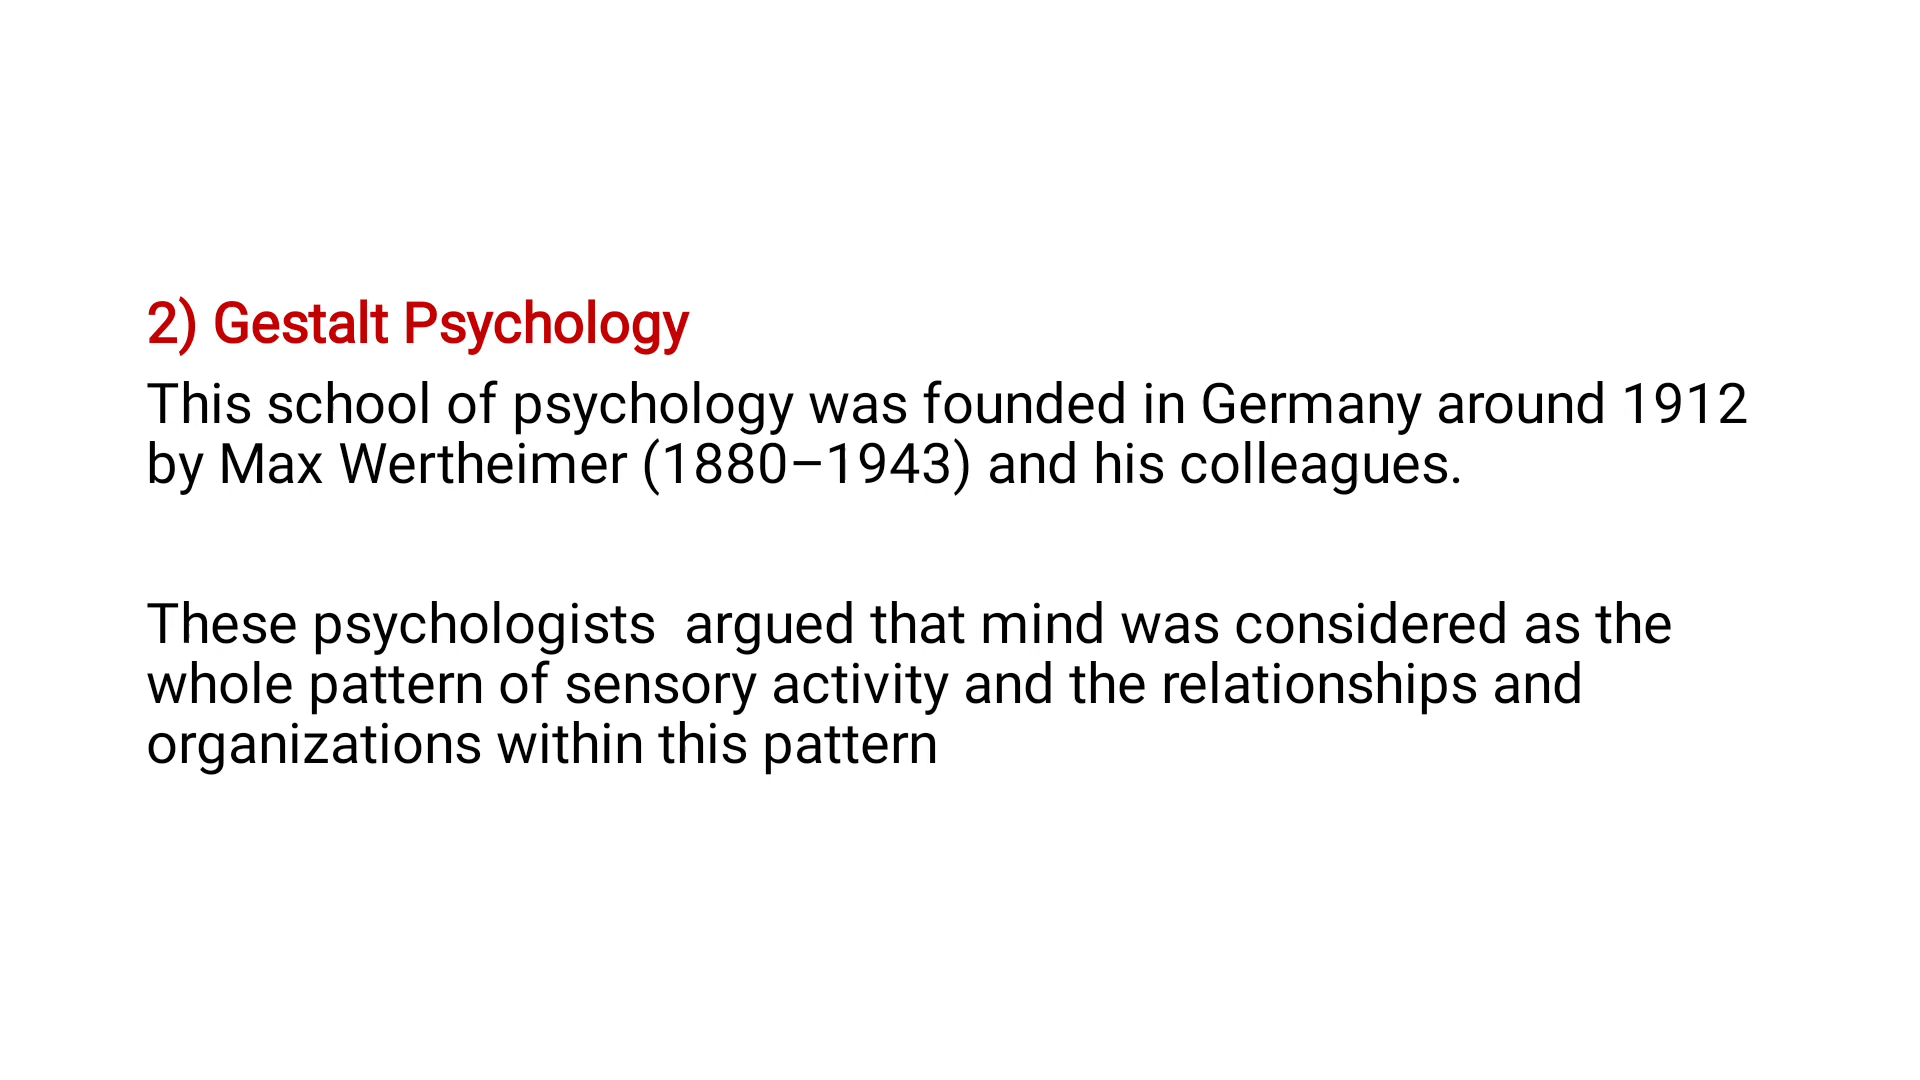 2) Gestalt Psychology
This school of psychology was founded in Germany around 1912
by Max Wertheimer (1880–1943) and his colleagues.
These psychologists  argued that mind was considered as the
whole pattern of sensory activity and the relationships and
organizations within this pattern